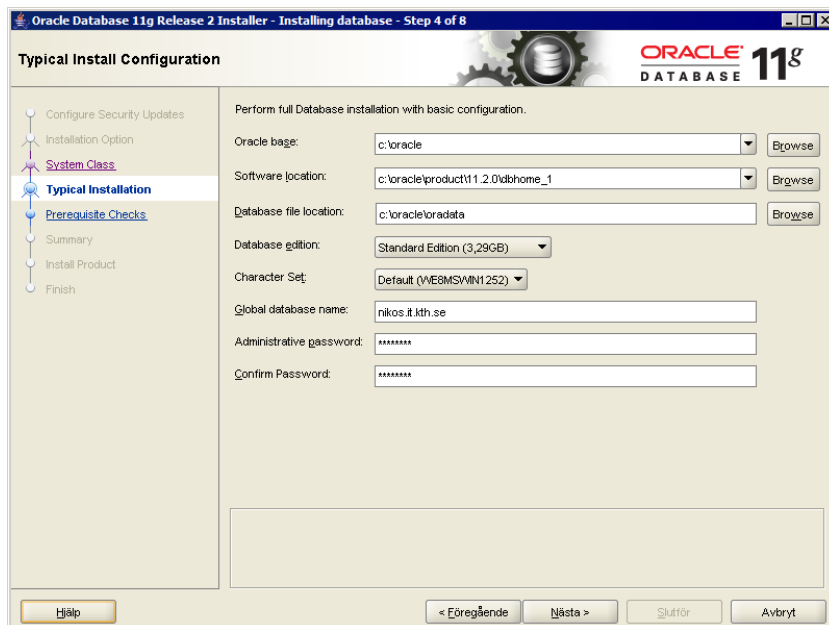 Oracle Database 11g Release 2 Installer - Installing database - Step 4 of 8
Typical Install Configuration
ORACLE
DATABASE 11g
Configure Security Updates
Installation Option
System Class
Typical Installation
Prerequisite Checks
Summary
Install Product
Finish
Perform full Database installation with basic configuration.
Oracle base: c:\oracle Browse
Software location: c:\oracle\product\11.2.0\dbhome_1 Browse
Database file location: c:\oracle\oradata Browse
Database edition: Standard Edition (3,29GB)
Character Set: Default (WE8MSWIN1252)
Global database name: nikos.it.kth.se
Administrative password: ********
Confirm Password: ********
Hjälp < Föregående Nästa > Slutför Avbryt